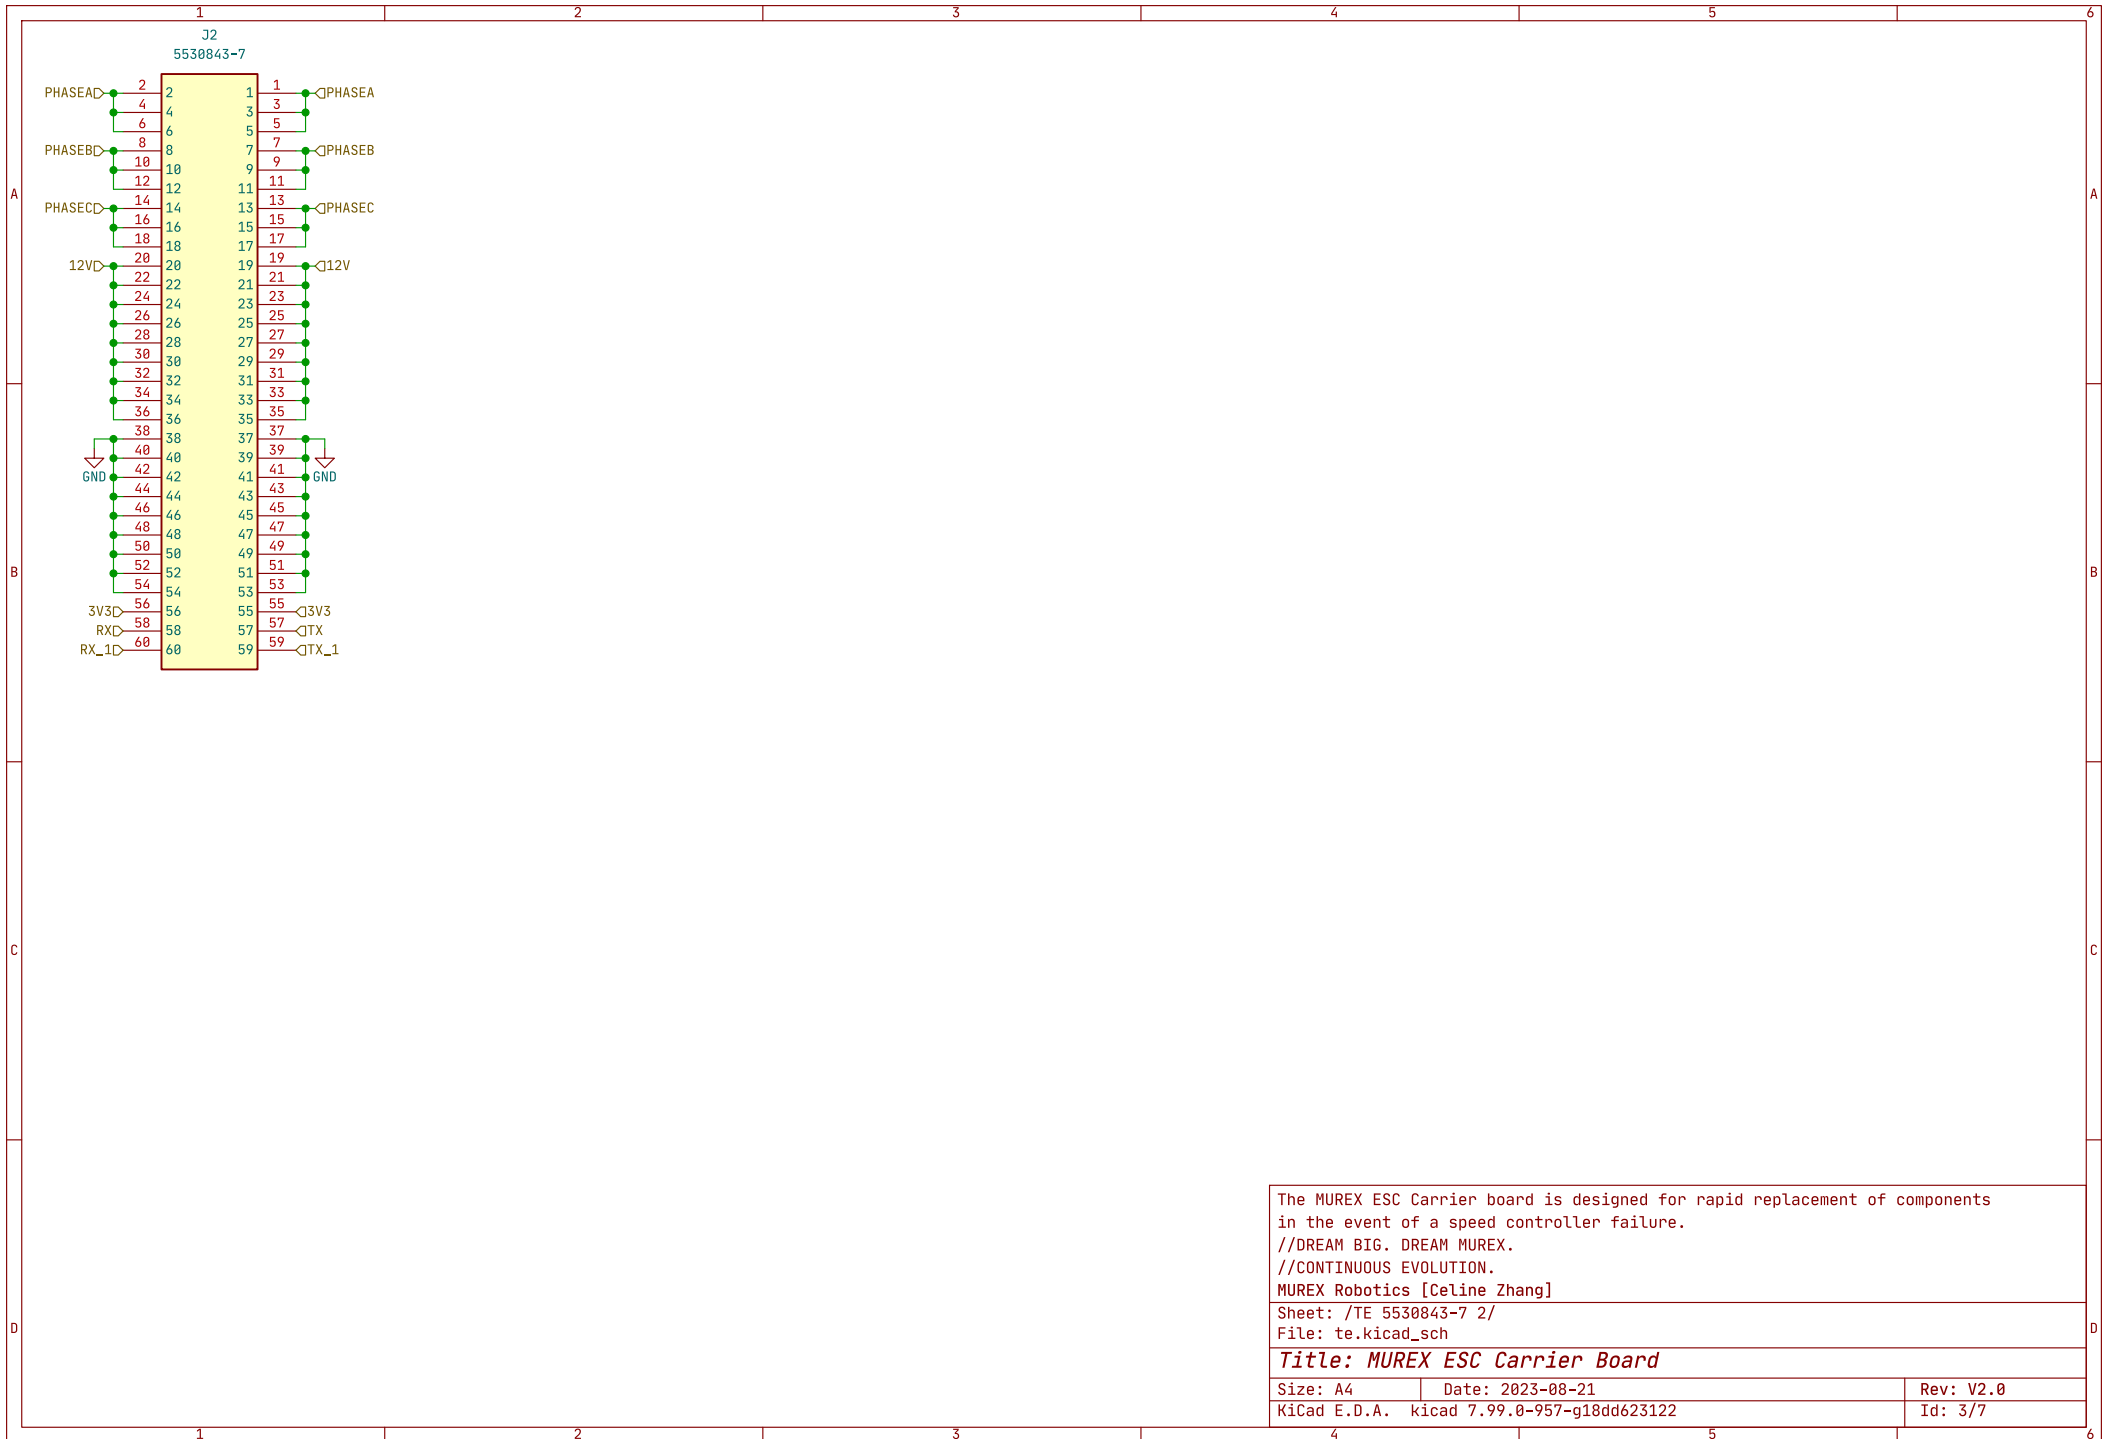 1 2 3 4 5 6
J2
5530843-7
PHASEA 2 2 1 1 PHASEA
4 4 3 3
6 6 5 5
PHASEB 8 8 7 7 PHASEB
10 10 9 9
12 12 11 11
A A
PHASEC 14 14 13 13 PHASEC
16 16 15 15
18 18 17 17
12V 20 20 19 19 12V
22 22 21 21
24 24 23 23
26 26 25 25
28 28 27 27
30 30 29 29
32 32 31 31
34 34 33 33
36 36 35 35
38 38 37 37
40 40 39 39
GND 42 42 41 41 GND
44 44 43 43
46 46 45 45
48 48 47 47
50 50 49 49
B 52 52 51 51 B
54 54 53 53
3V3 56 56 55 55 3V3
RX 58 58 57 57 TX
RX_1 60 60 59 59 TX_1
C C
The MUREX ESC Carrier board is designed for rapid replacement of components
in the event of a speed controller failure.
//DREAM BIG. DREAM MUREX.
//CONTINUOUS EVOLUTION.
MUREX Robotics [Celine Zhang]
Sheet: /TE 5530843-7 2/
D D
File: te.kicad_sch
Title: MUREX ESC Carrier Board
Size: A4 Date: 2023-08-21 Rev: V2.0
KiCad E.D.A. kicad 7.99.0-957-g18dd623122 Id: 3/7
1 2 3 4 5 6